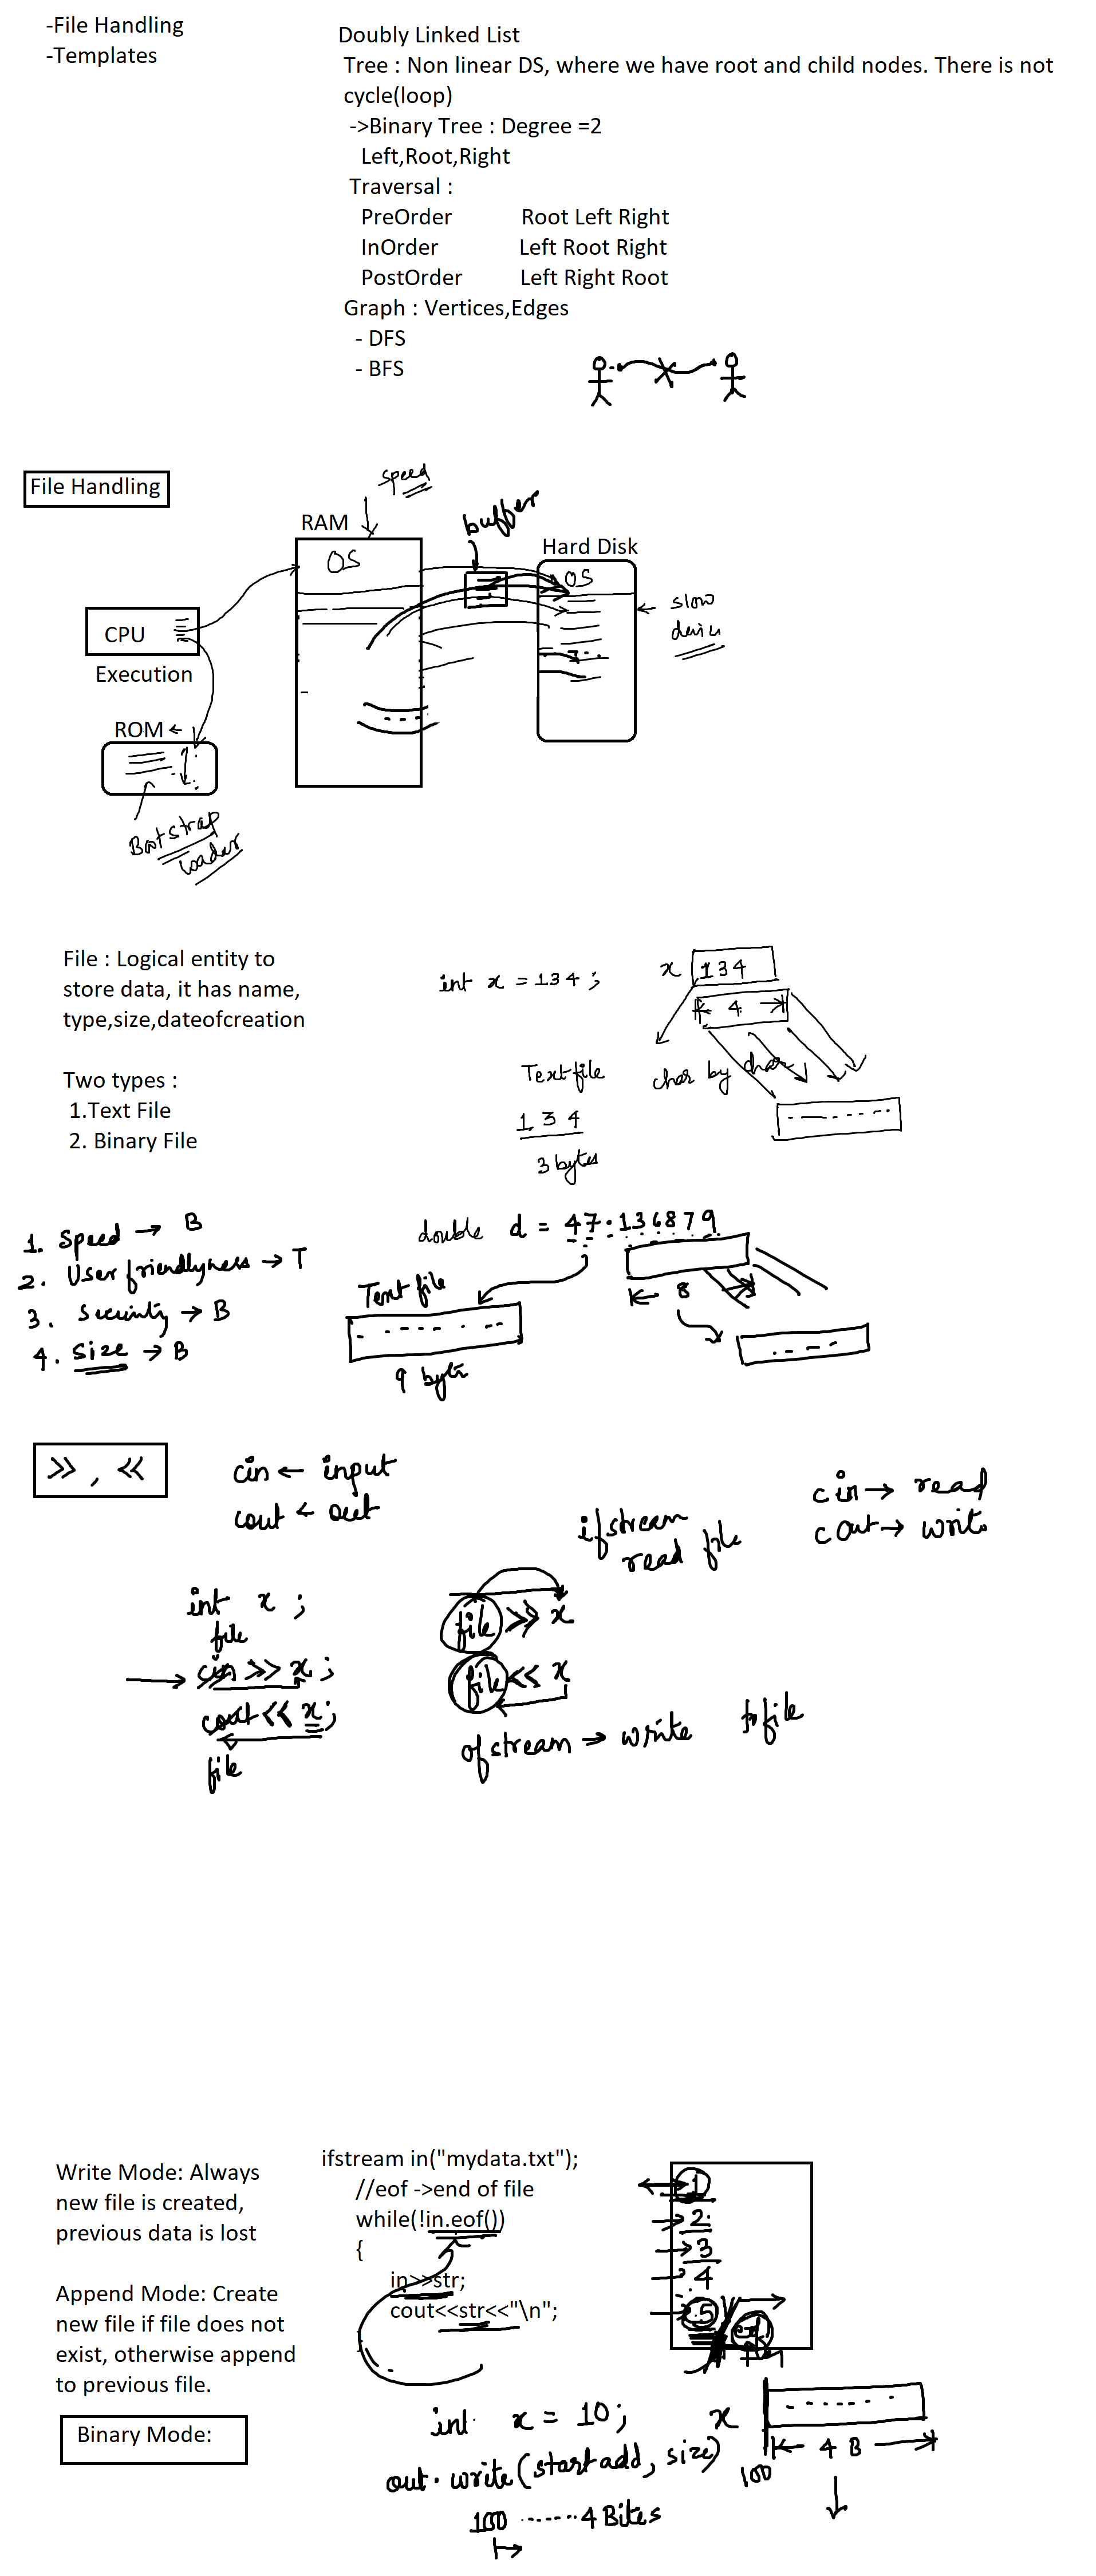 -File Handling
-Templates
Doubly Linked List
Tree : Non linear DS, where we have root and child nodes. There is not
cycle(loop)
->Binary Tree : Degree =2
Left,Root,Right
Traversal :
PreOrder Root Left Right
InOrder Left Root Right
PostOrder Left Right Root
Graph : Vertices,Edges
- DFS
- BFS
File Handling
speed
RAM
buffer
Hard Disk
OS
OS
slow
CPU
Execution
ROM
Bootstrap
Loader
File : Logical entity to
store data, it has name,
type,size,dateofcreation
Two types :
1.Text File
2. Binary File
int x = 134 ;
x 134
4
Text file
char by char
1 3 4
3 bytes
1. Speed → B
2. User friendlyness → T
3. Security → B
4. Size → B
double d = 47.136879
Text file
8
9 byte
>> , <<
cin ← input
cout ← out
cin → read
cout → write
ifstream
read file
int x ;
file
cin >> x ;
cout << x ;
file
file >> x
file << x
ofstream → write to file
Write Mode: Always
new file is created,
previous data is lost
Append Mode: Create
new file if file does not
exist, otherwise append
to previous file.
Binary Mode:
ifstream in("mydata.txt");
//eof ->end of file
while(!in.eof())
{
in>>str;
cout<<str<<"\n";
}
1
2
3
4
5
eof
int x = 10 ;
x
4 B
100
out.write(start add, size)
100 ------ 4 Bites